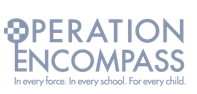 OPERATION
ENCOMPASS
In every force. In every school. For every child.